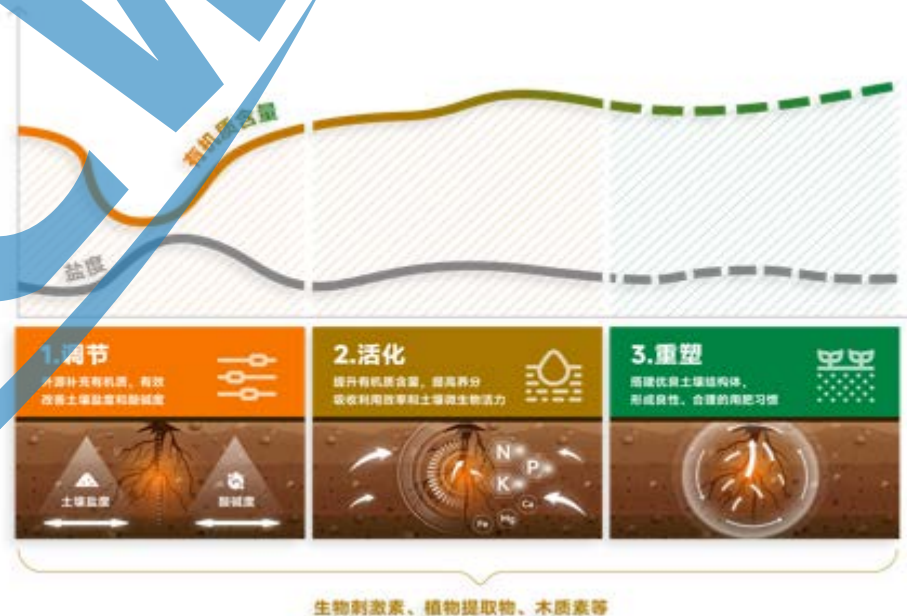 有机质含量
盐度
1.调节
外源补充有机质、有效
改善土壤盐度和酸碱度
2.活化
提升有机质含量，提高养分
吸收利用效率和土壤微生物活力
3.重塑
搭建优良土壤结构体，
形成良性、合理的用肥习惯
土壤盐度
酸碱度
N
P
K
Ca
Mg
Fe
生物刺激素、植物提取物、木质素等